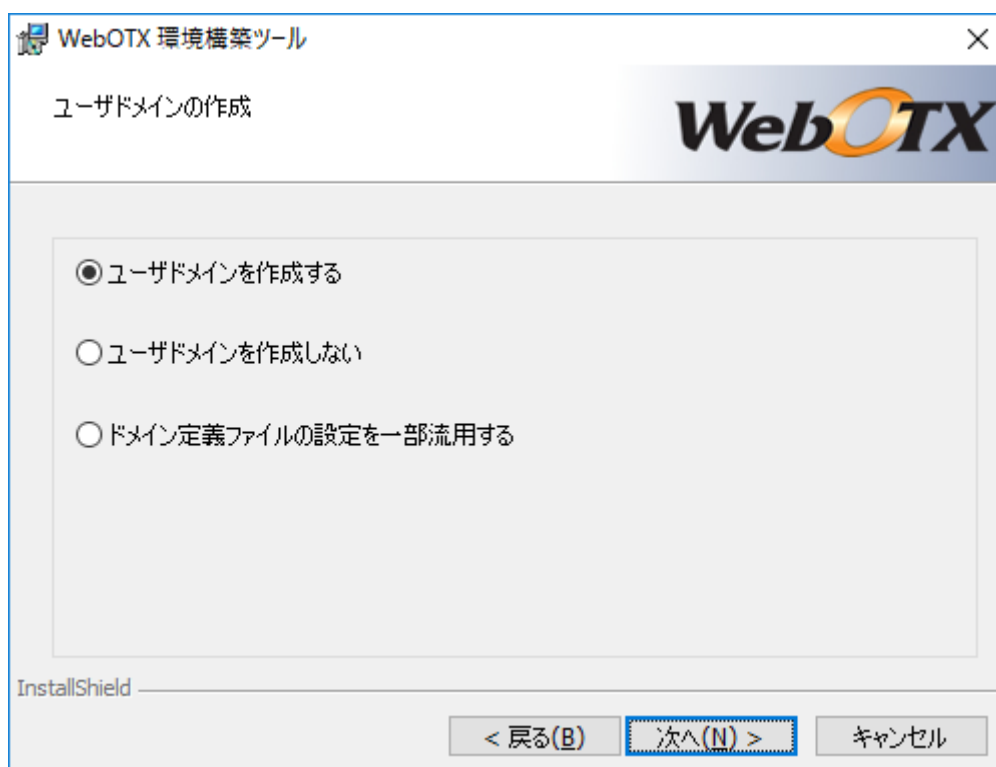 WebOTX 環境構築ツール
ユーザドメインの作成
WebOTX
ユーザドメインを作成する
ユーザドメインを作成しない
ドメイン定義ファイルの設定を一部流用する
InstallShield
< 戻る(B)
次へ(N) >
キャンセル